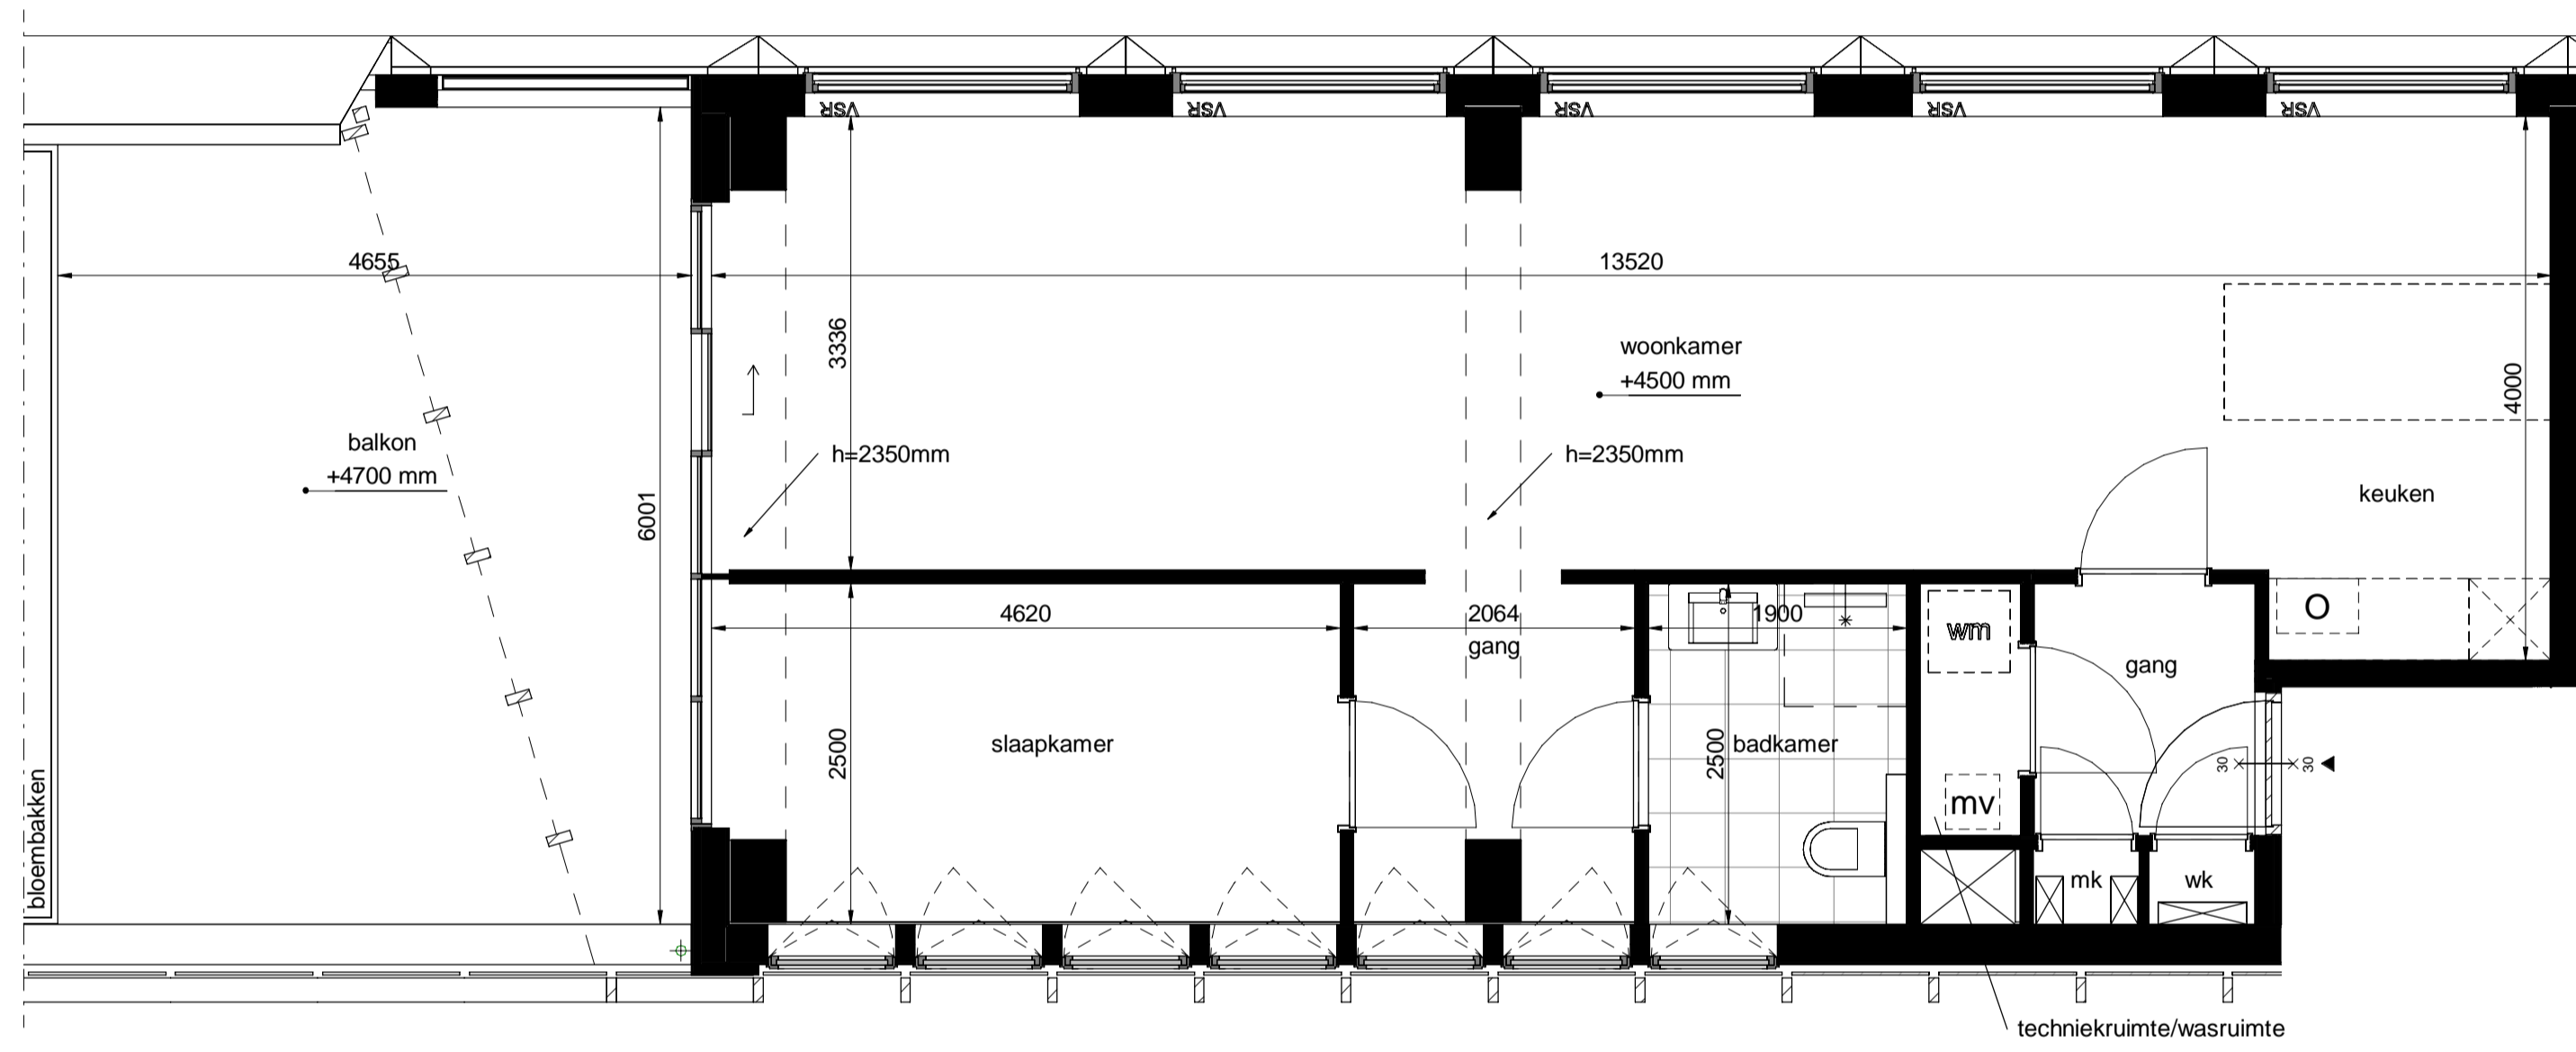 VSR
VSR
VSR
VSR
VSR
4655
13520
3336
woonkamer
+4500 mm
4000
balkon
+4700 mm
h=2350mm
h=2350mm
6001
keuken
4620
2064
gang
1900
wm
O
gang
slaapkamer
2500
2500
badkamer
30
30
mv
bloembakken
mk
wk
techniekruimte/wasruimte